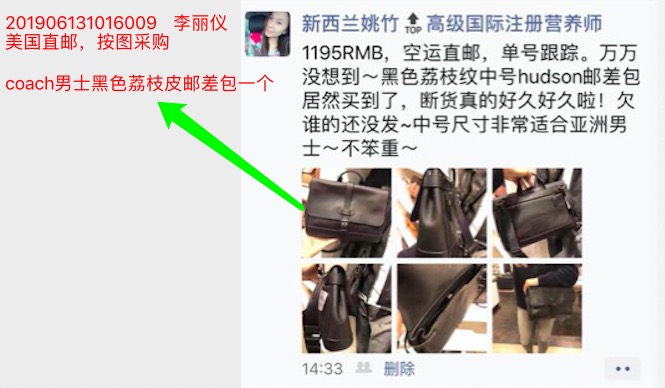 201906131016009 李丽仪
美国直邮，按图采购
coach男士黑色荔枝皮邮差包一个
新西兰姚竹TOP高级国际注册营养师
1195RMB，空运直邮，单号跟踪。万万
没想到～黑色荔枝纹中号hudson邮差包
居然买到了，断货真的好久好久啦！欠
谁的还没发~中号尺寸非常适合亚洲男
士～不笨重～
14:33 删除